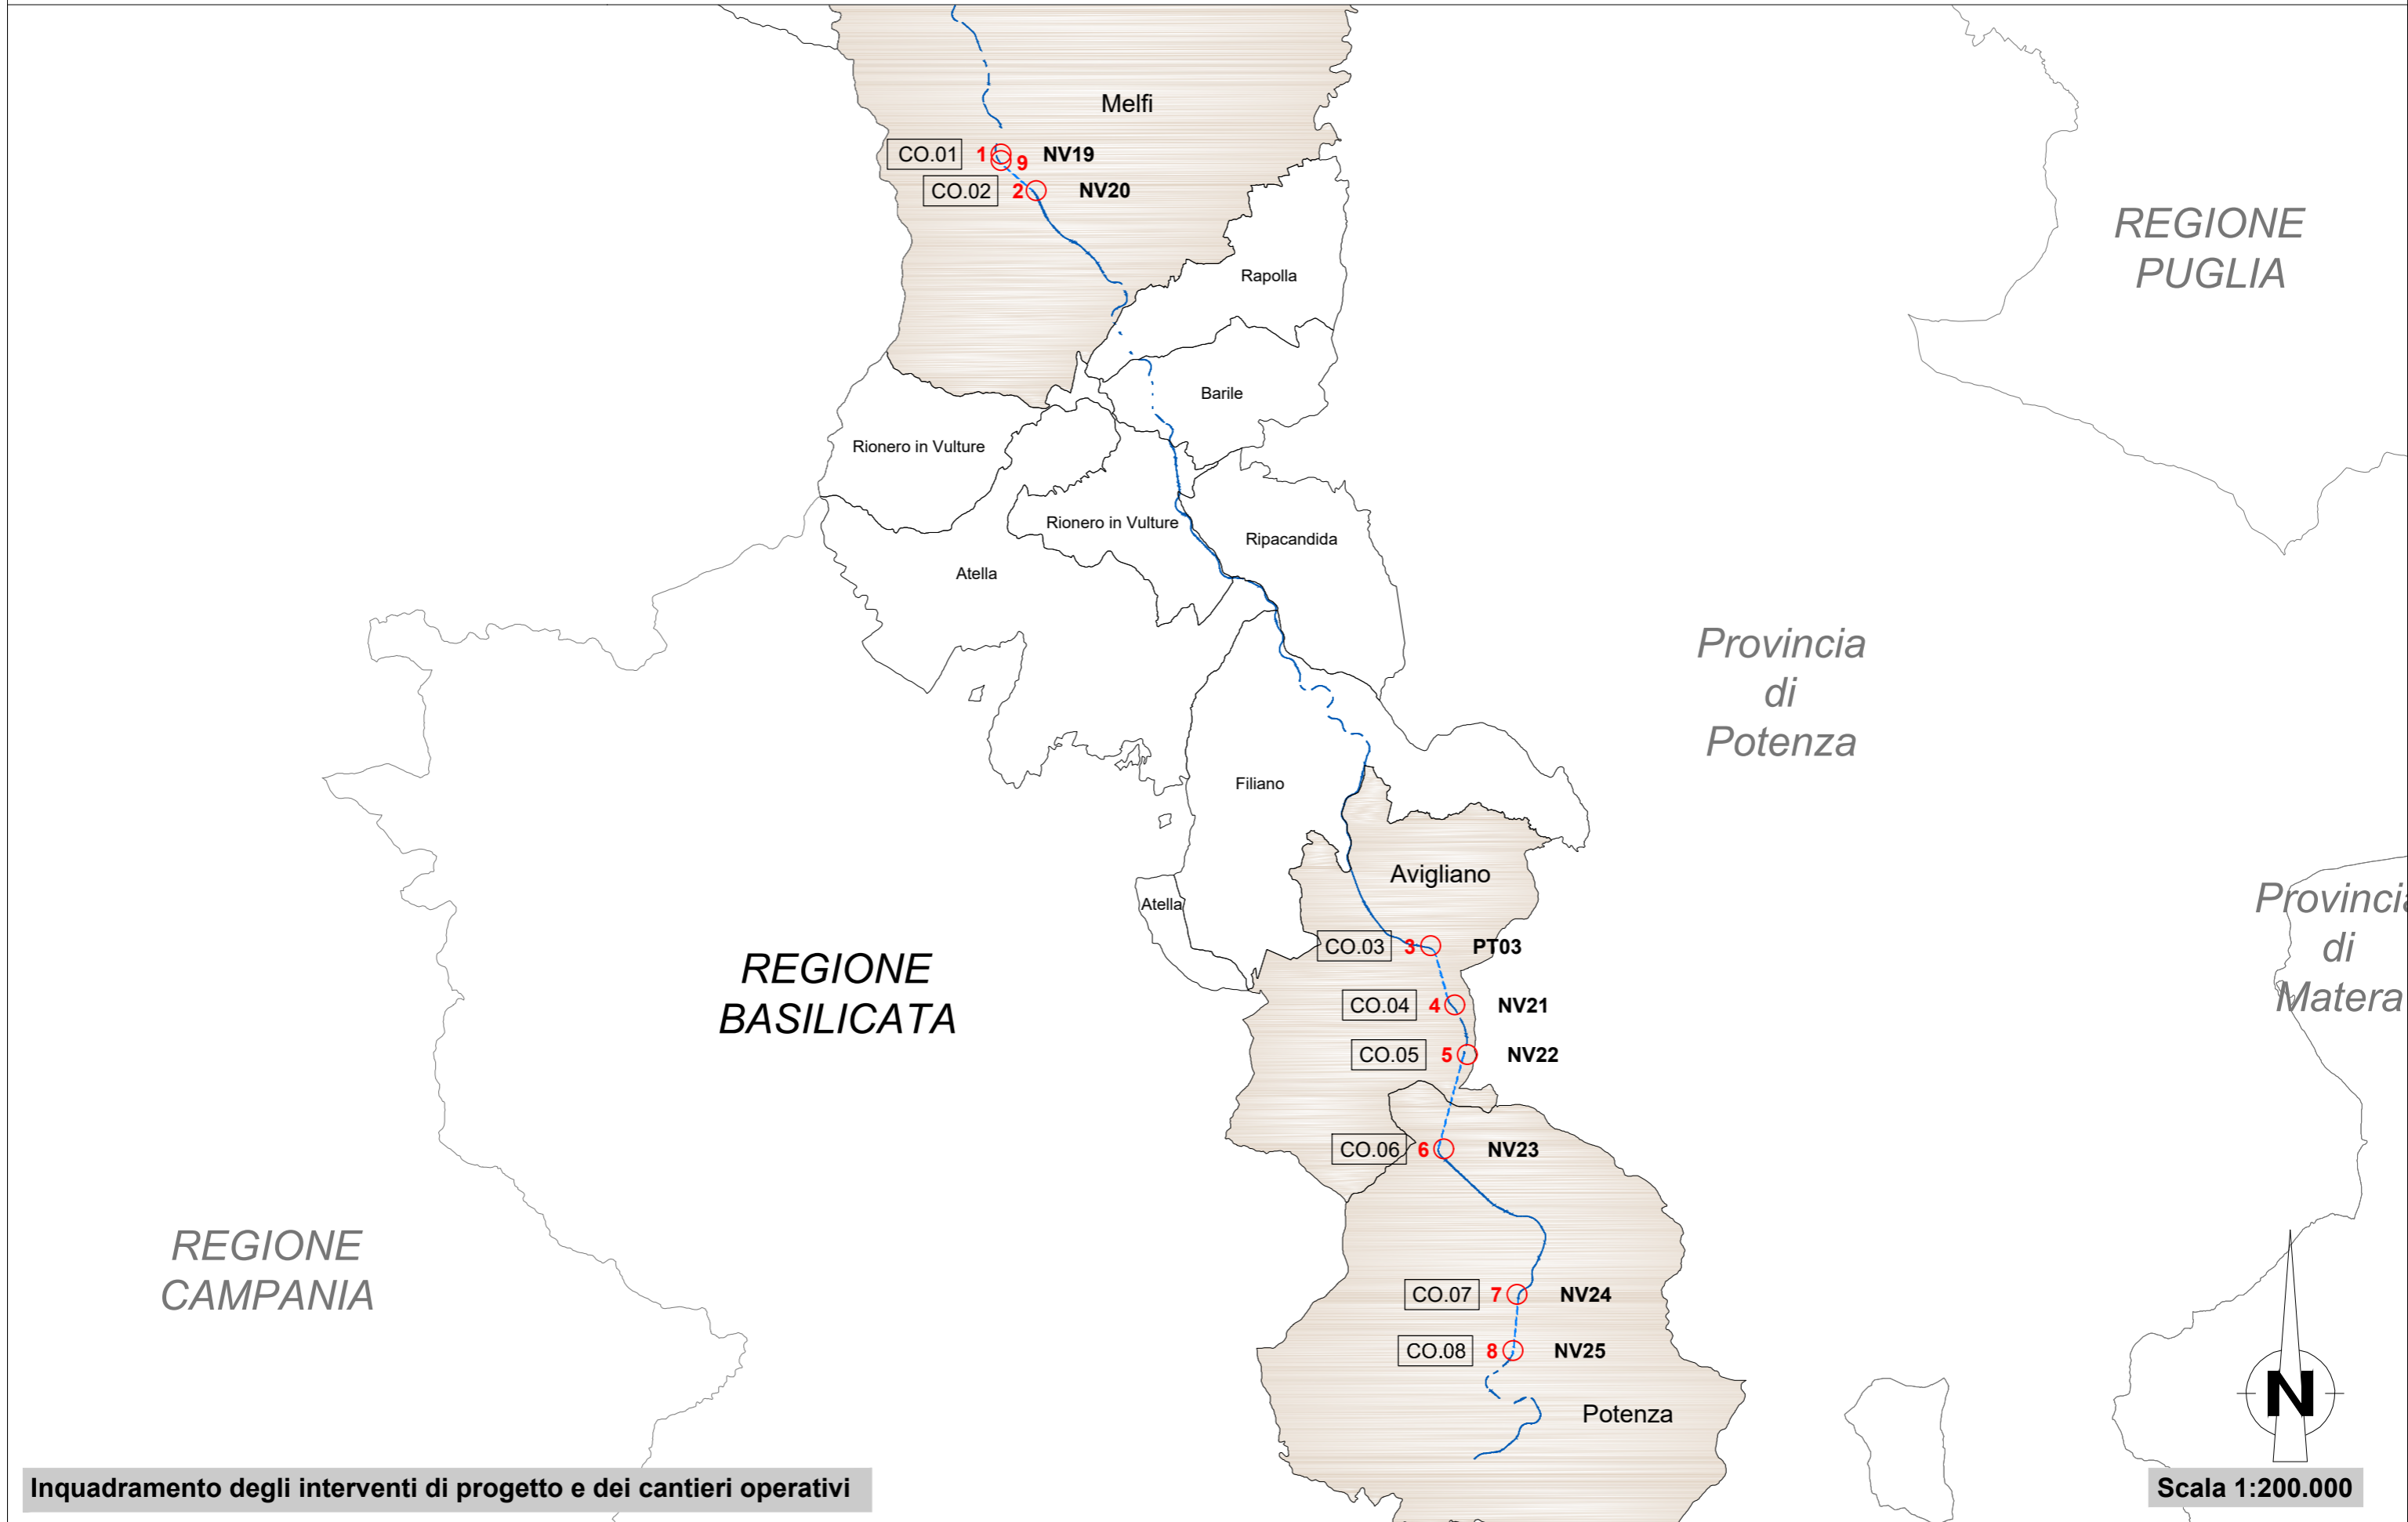 Melfi
CO.01 1 9 NV19
CO.02 2 NV20
REGIONE
PUGLIA
Rapolla
Barile
Rionero in Vulture
Rionero in Vulture
Ripacandida
Atella
Provincia
di
Potenza
Filiano
Avigliano
Atella
Provincia
di
Matera
REGIONE
BASILICATA
CO.03 3 PT03
CO.04 4 NV21
CO.05 5 NV22
CO.06 6 NV23
REGIONE
CAMPANIA
CO.07 7 NV24
CO.08 8 NV25
Potenza
N
Inquadramento degli interventi di progetto e dei cantieri operativi
Scala 1:200.000